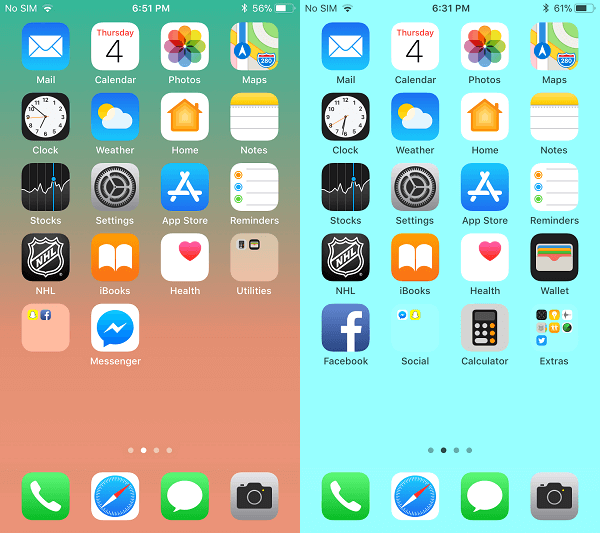 No SIM 6:51 PM 56%
Thursday
4
280
Mail Calendar Photos Maps
Clock Weather Home Notes
Stocks Settings App Store Reminders
NHL
NHL iBooks Health Utilities
Messenger
No SIM 6:31 PM 61%
Thursday
4
280
Mail Calendar Photos Maps
Clock Weather Home Notes
Stocks Settings App Store Reminders
NHL
NHL iBooks Health Wallet
Facebook Social Calculator Extras